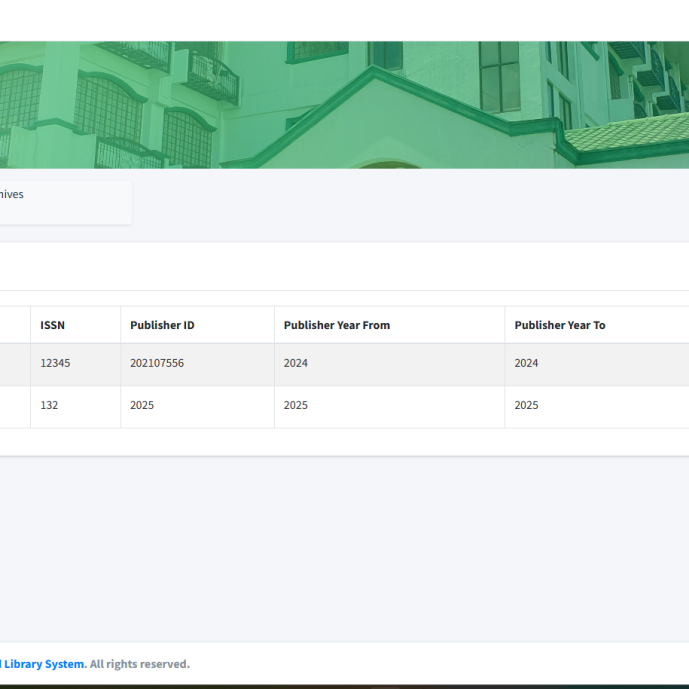 ISSN Publisher ID Publisher Year From Publisher Year To
12345 202107556 2024 2024
132 2025 2025 2025
Library System. All rights reserved.